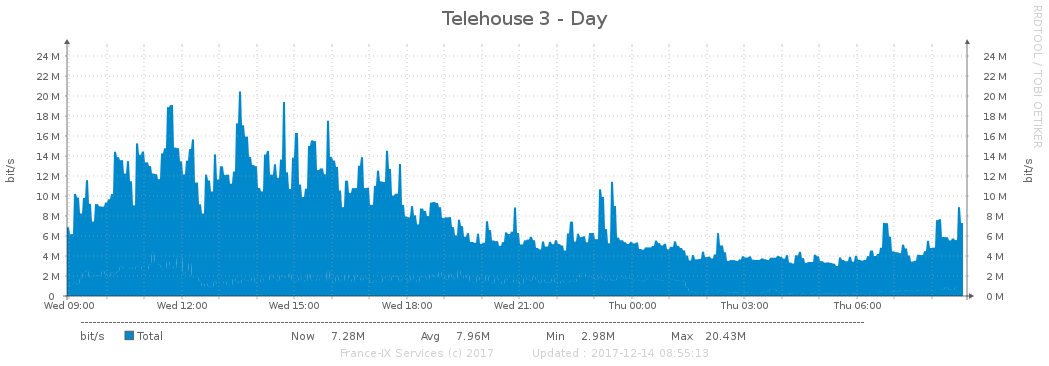 Telehouse 3 - Day
RRDTOOL / TOBI OETIKER
bit/s
24 M 24 M
22 M 22 M
20 M 20 M
18 M 18 M
16 M 16 M
14 M 14 M
12 M 12 M
10 M 10 M
8 M 8 M
6 M 6 M
4 M 4 M
2 M 2 M
0 0 M
bit/s
Wed 09:00 Wed 12:00 Wed 15:00 Wed 18:00 Wed 21:00 Thu 00:00 Thu 03:00 Thu 06:00
bit/s Total Now 7.28M Avg 7.96M Min 2.98M Max 20.43M
France-IX Services (c) 2017 Updated : 2017-12-14 08:55:13